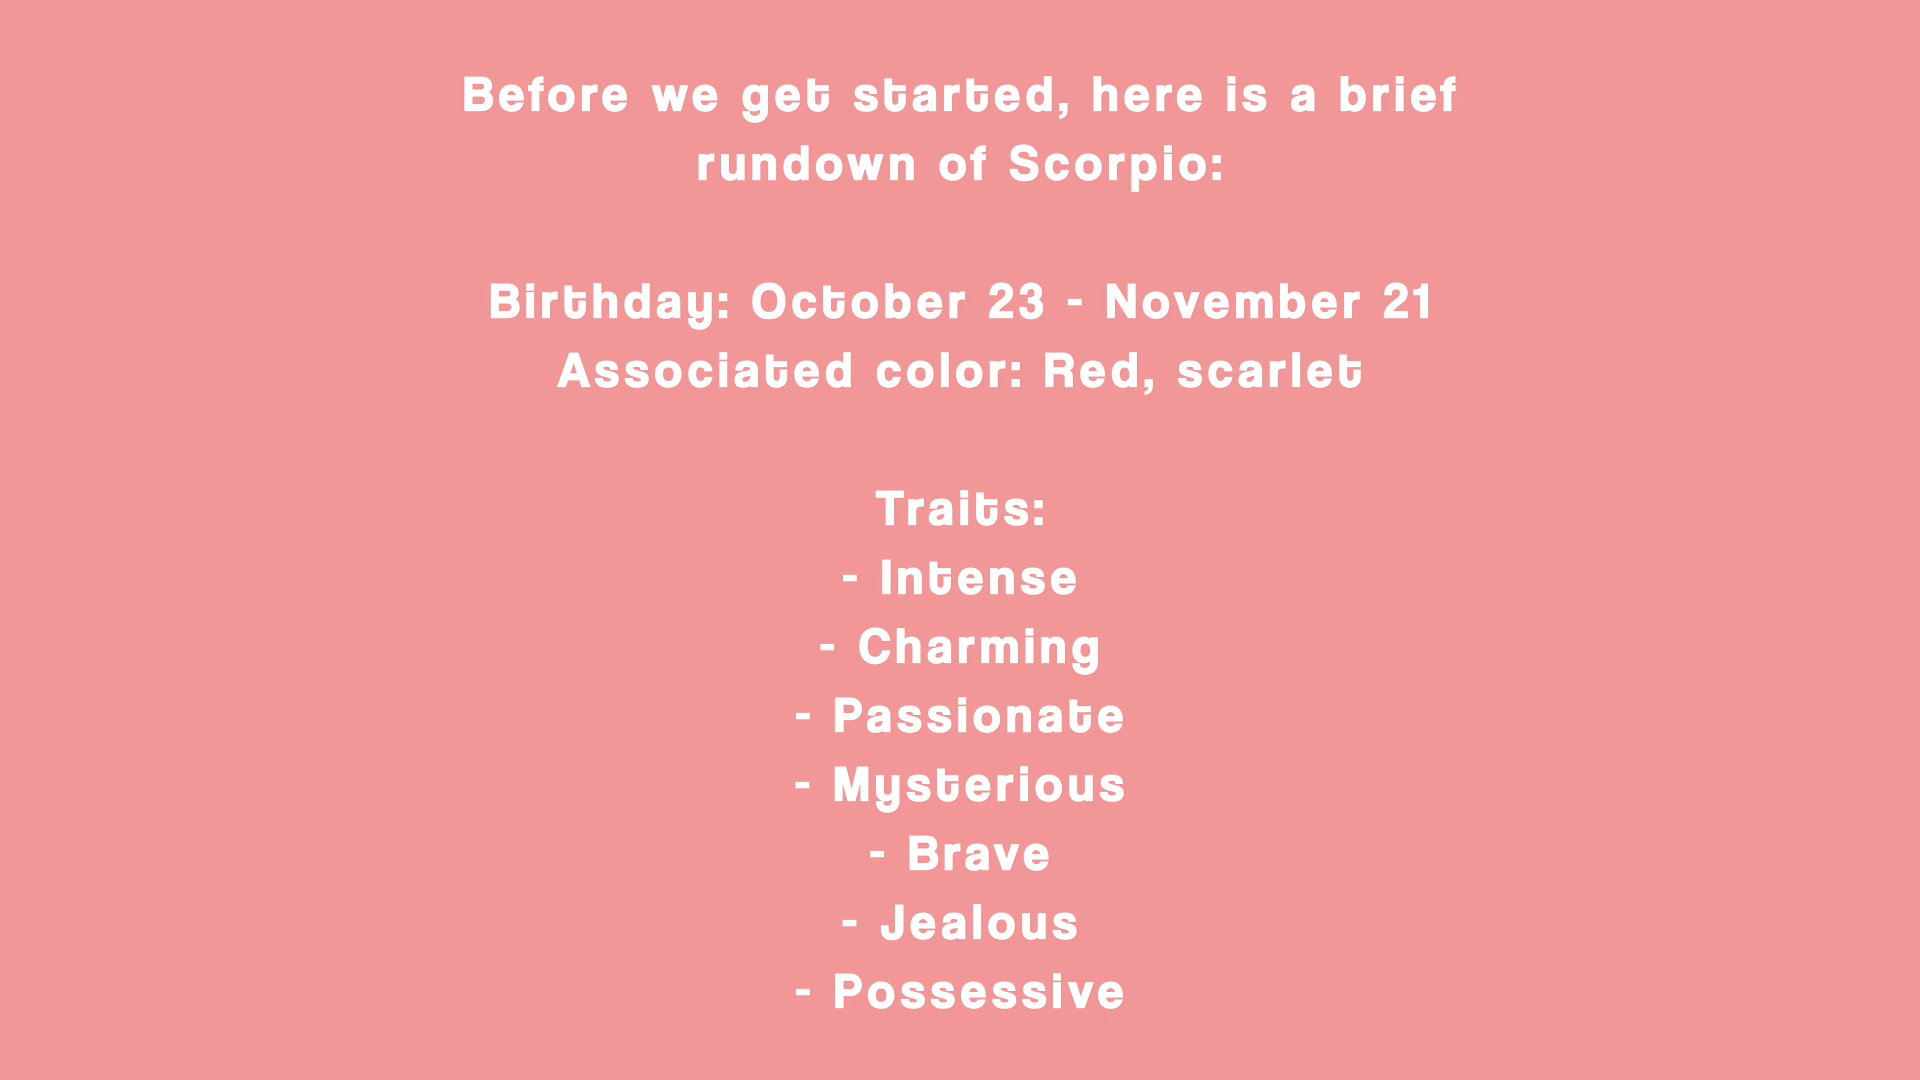 Before we get started, here is a brief
rundown of Scorpio:
Birthday: October 23 - November 21
Associated color: Red, scarlet
Traits:
- Intense
- Charming
- Passionate
- Mysterious
- Brave
- Jealous
- Possessive